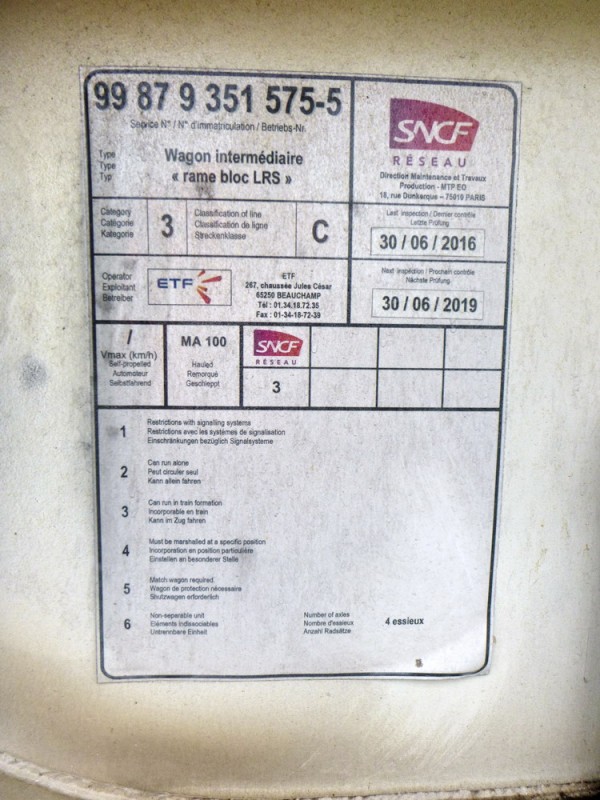 99 87 9 351 575-5
Service N° / N° d'immatriculation / Betriebs-Nr.
Type
Type
Typ
Wagon intermédiaire
« rame bloc LRS »
SNCF
RÉSEAU
Direction Maintenance et Travaux
Production - MTP EO
18, rue Dunkerque – 75010 PARIS
Category
Catégorie
Kategorie
3
Classification of line
Classification de ligne
Streckenklasse
C
Last inspection / Dernier contrôle
Letzte Prüfung
30 / 06 / 2016
Operator
Exploitant
Betreiber
ETF
ETF
267, chaussée Jules César
65250 BEAUCHAMP
Tél : 01.34.18.72.35
Fax : 01-34-18-72-39
Next inspection / Prochain contrôle
Nächste Prüfung
30 / 06 / 2019
/
Vmax (km/h)
Self-propelled
Automoteur
Selbstfahrend
MA 100
Hauled
Remorqué
Geschleppt
SNCF
RÉSEAU
3
1
Restrictions with signalling systems
Restrictions avec les systèmes de signalisation
Einschränkungen bezüglich Signalsysteme
2
Can run alone
Peut circuler seul
Kann allein fahren
3
Can run in train formation
Incorporable en train
Kann im Zug fahren
4
Must be marshalled at a specific position
Incorporation en position particulière
Einstellen an besonderer Stelle
5
Match wagon required
Wagon de protection nécessaire
Shutzwagen erforderlich
6
Non-separable unit
Eléments indissociables
Untrennbare Einheit
Number of axles
Nombre d'essieux
Anzahl Radsätze
4 essieux